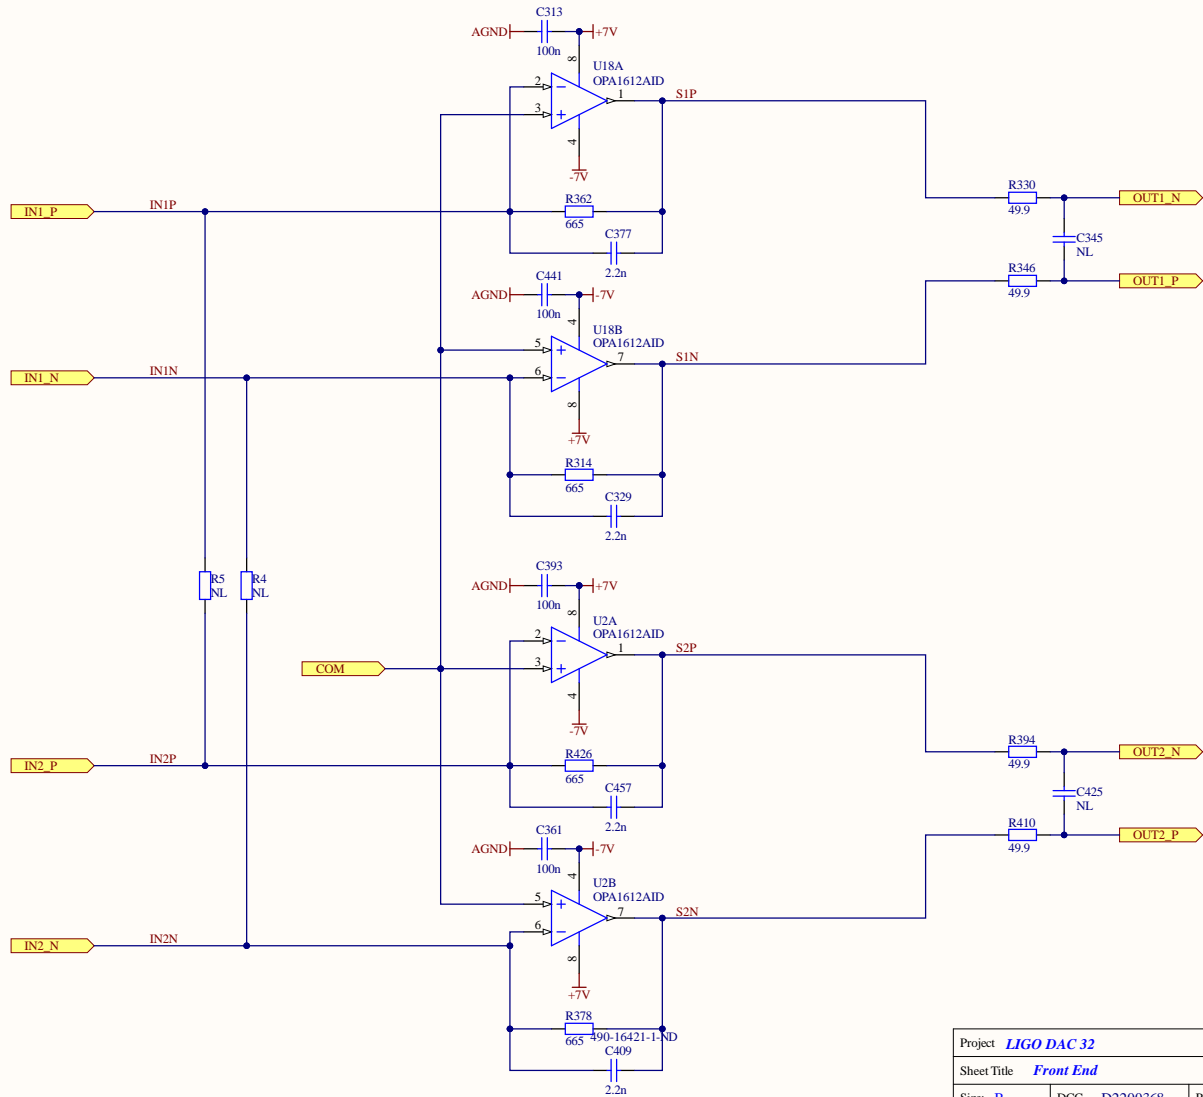 C313
AGND
+7V
100n
8
U18A
OPA1612AID
2
1
S1P
3
4
-7V
R330
49.9
OUT1_N
IN1_P
IN1P
R362
665
C377
2.2n
C345
NL
R346
49.9
OUT1_P
C441
AGND
-7V
100n
4
U18B
OPA1612AID
5
7
S1N
6
IN1_N
IN1N
8
+7V
R314
665
C329
2.2n
R5
NL
R4
NL
C393
AGND
+7V
100n
8
U2A
OPA1612AID
2
1
S2P
3
COM
4
-7V
R394
49.9
OUT2_N
IN2_P
IN2P
R426
665
C457
2.2n
C425
NL
R410
49.9
OUT2_P
C361
AGND
-7V
100n
4
U2B
OPA1612AID
5
7
S2N
6
IN2_N
IN2N
8
+7V
R378
665
490-16421-1-ND
C409
2.2n
Project LIGO DAC 32
Sheet Title Front End